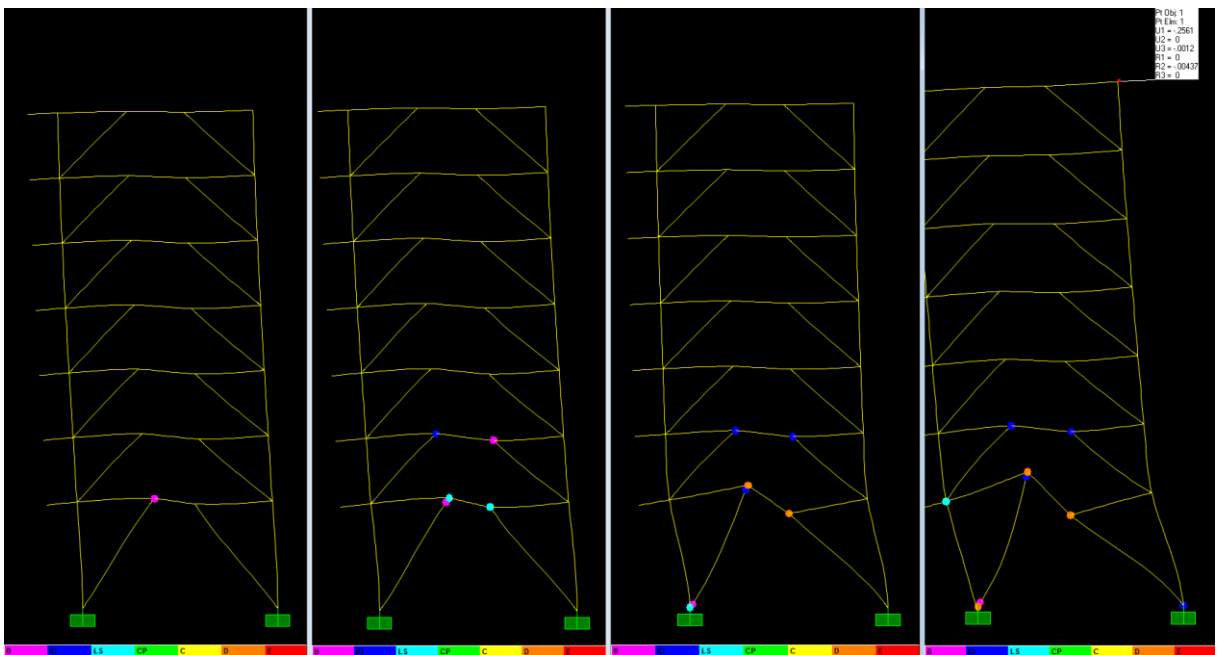 Pt Obj: 1
Pt Elm: 1
U1 = -.2561
U2 = 0
U3 = -.0012
R1 = 0
R2 = -.00437
R3 = 0
B IO LS CP C D E
B IO LS CP C D E
B IO LS CP C D E
B IO LS CP C D E